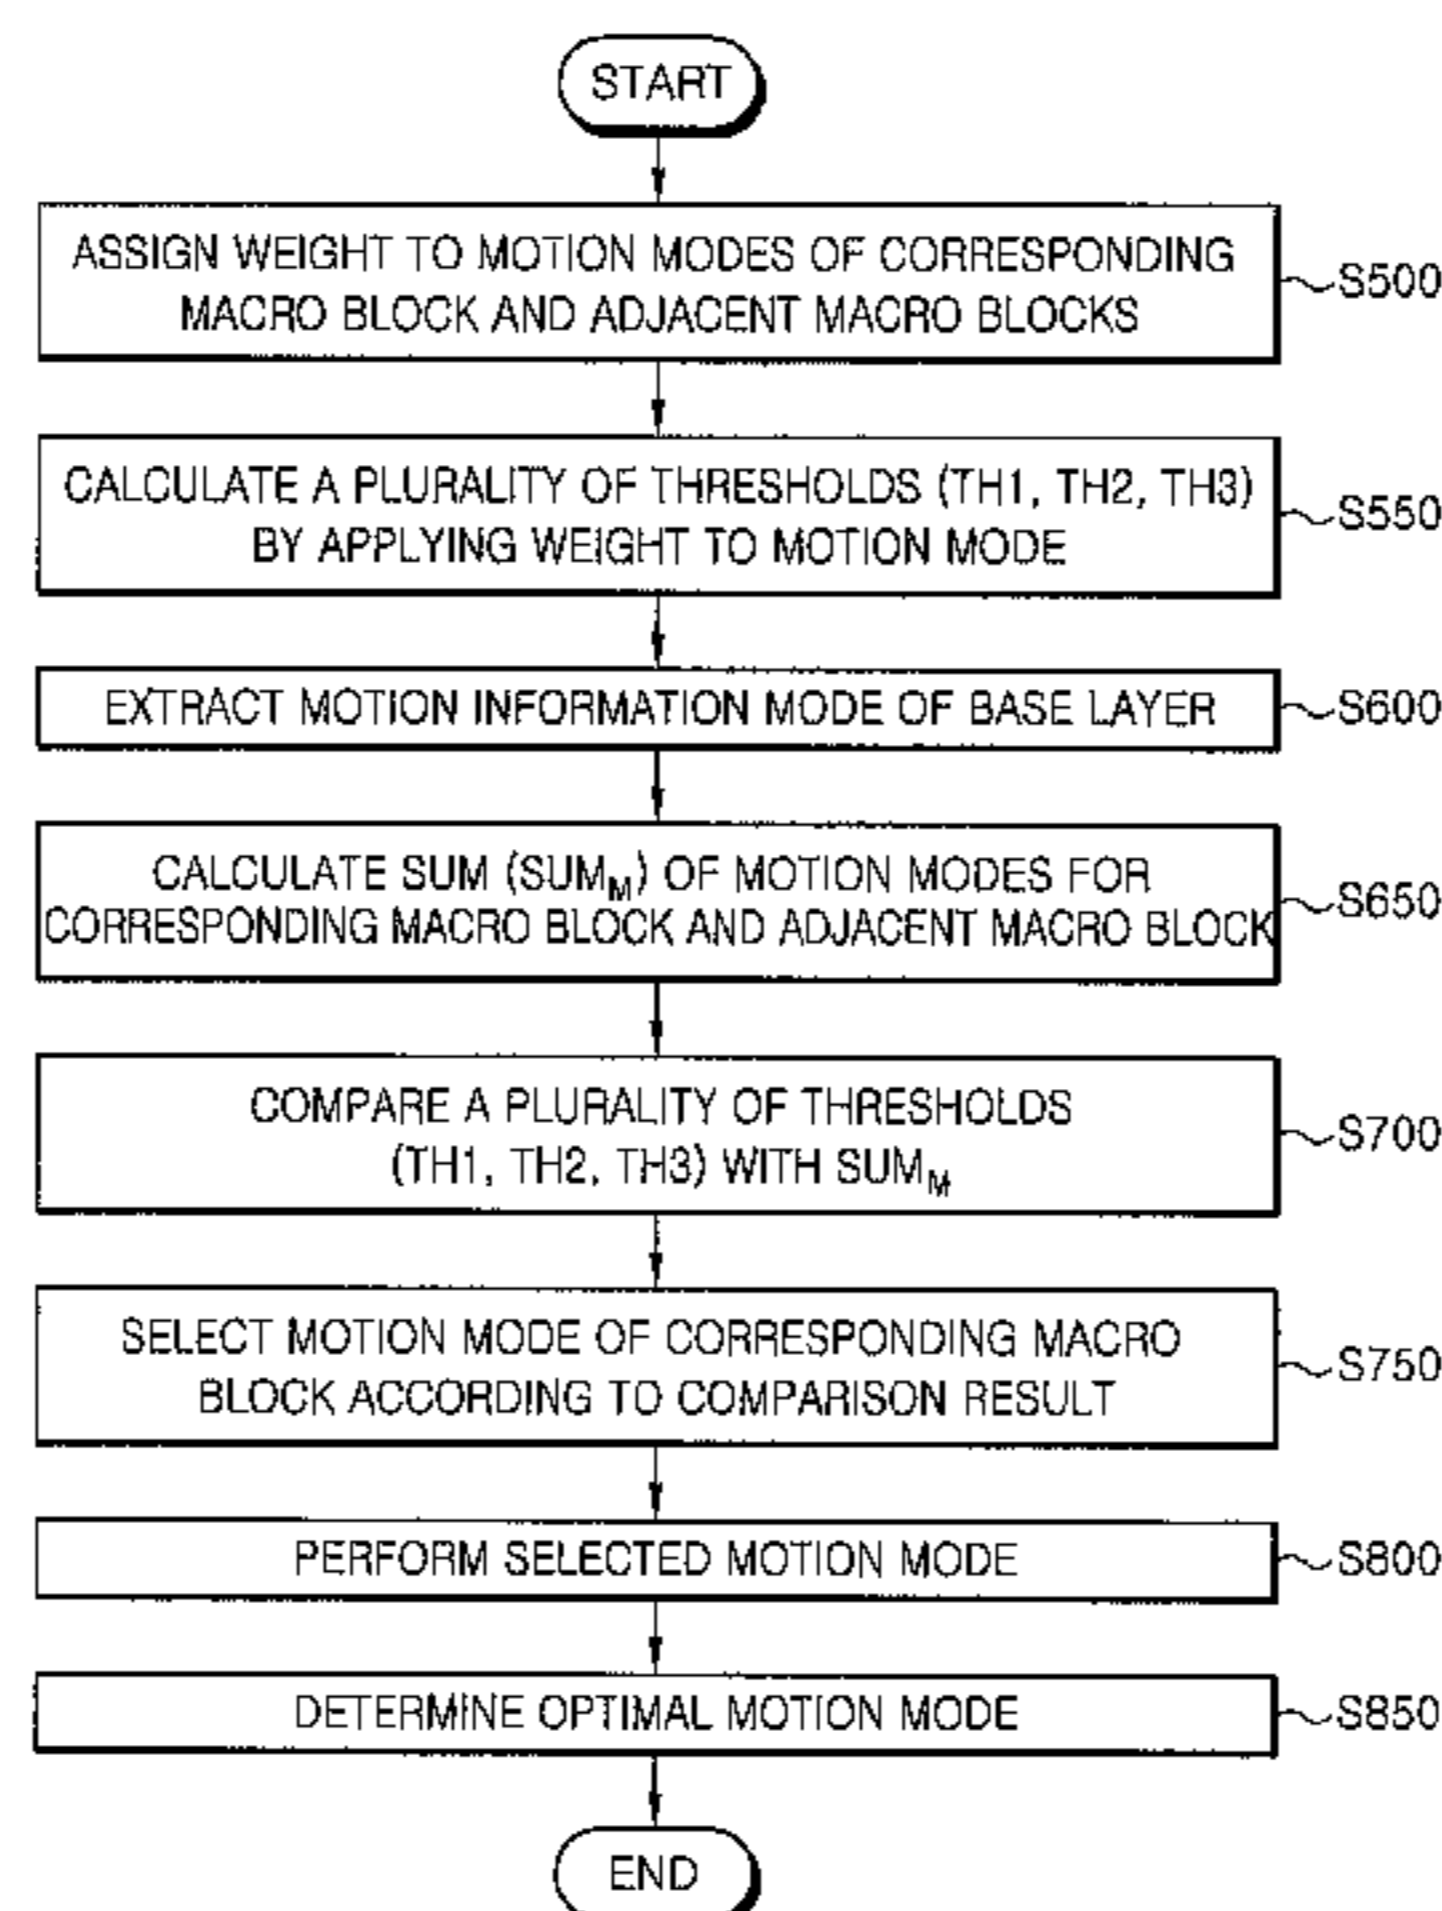 START
ASSIGN WEIGHT TO MOTION MODES OF CORRESPONDING
MACRO BLOCK AND ADJACENT MACRO BLOCKS
S500
CALCULATE A PLURALITY OF THRESHOLDS (TH1, TH2, TH3)
BY APPLYING WEIGHT TO MOTION MODE
S550
EXTRACT MOTION INFORMATION MODE OF BASE LAYER
S600
CALCULATE SUM (SUM_M) OF MOTION MODES FOR
CORRESPONDING MACRO BLOCK AND ADJACENT MACRO BLOCK
S650
COMPARE A PLURALITY OF THRESHOLDS
(TH1, TH2, TH3) WITH SUM_M
S700
SELECT MOTION MODE OF CORRESPONDING MACRO
BLOCK ACCORDING TO COMPARISON RESULT
S750
PERFORM SELECTED MOTION MODE
S800
DETERMINE OPTIMAL MOTION MODE
S850
END